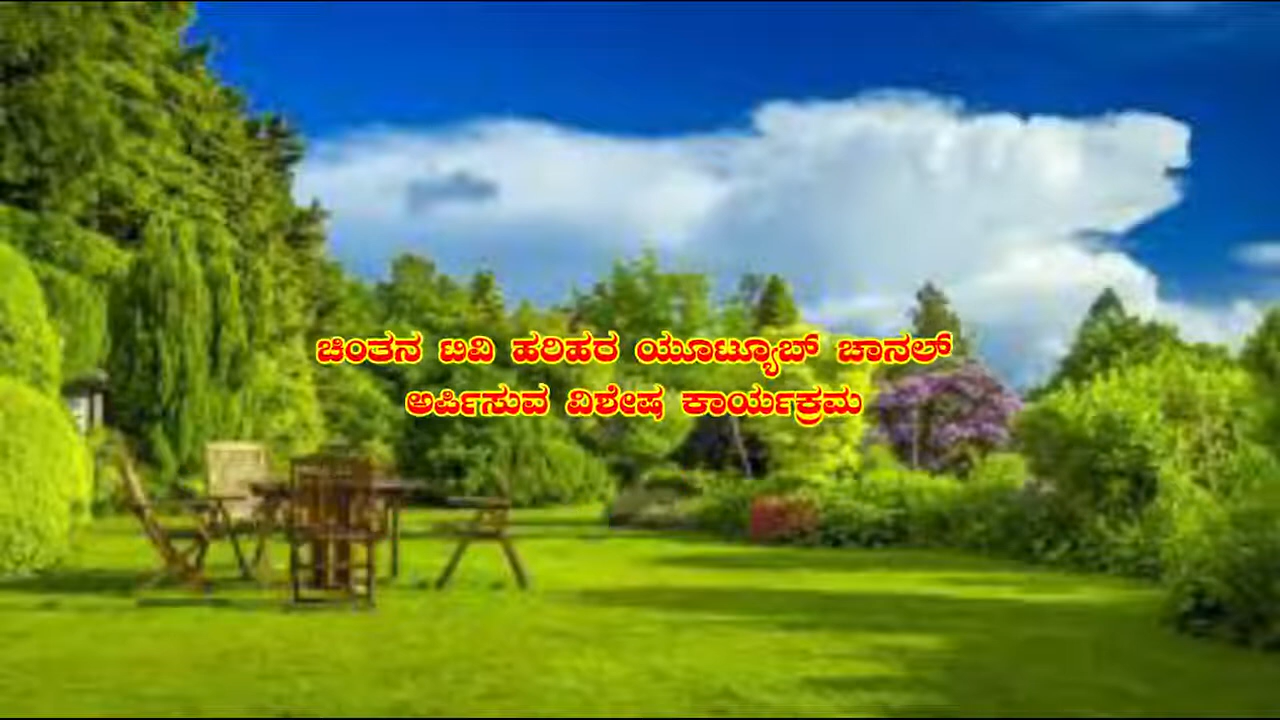 ಚಿಂತನ ಟಿವಿ ಹರಿಹರ ಯೂಟ್ಯೂಬ್ ಚಾನಲ್
ಅರ್ಪಿಸುವ ವಿಶೇಷ ಕಾರ್ಯಕ್ರಮ